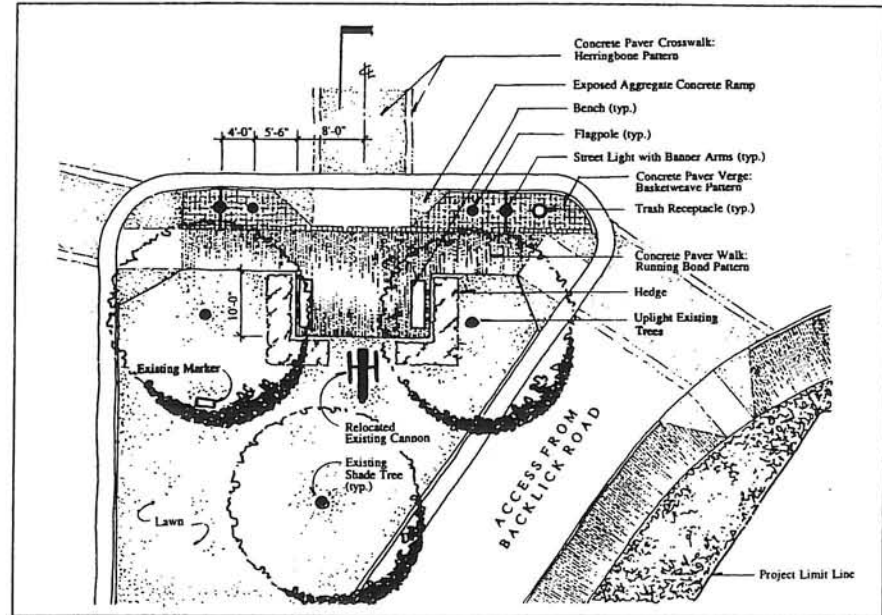 Concrete Paver Crosswalk:
Herringbone Pattern
Exposed Aggregate Concrete Ramp
Bench (typ.)
Flagpole (typ.)
Street Light with Banner Arms (typ.)
Concrete Paver Verge:
Basketweave Pattern
Trash Receptacle (typ.)
Concrete Paver Walk:
Running Bond Pattern
Hedge
Uplight Existing
Trees
℄
4'-0"
5'-6"
8'-0"
10'-0"
Existing Marker
Relocated
Existing Cannon
Existing
Shade Tree
(typ.)
Lawn
ACCESS FROM
BACKLICK ROAD
Project Limit Line